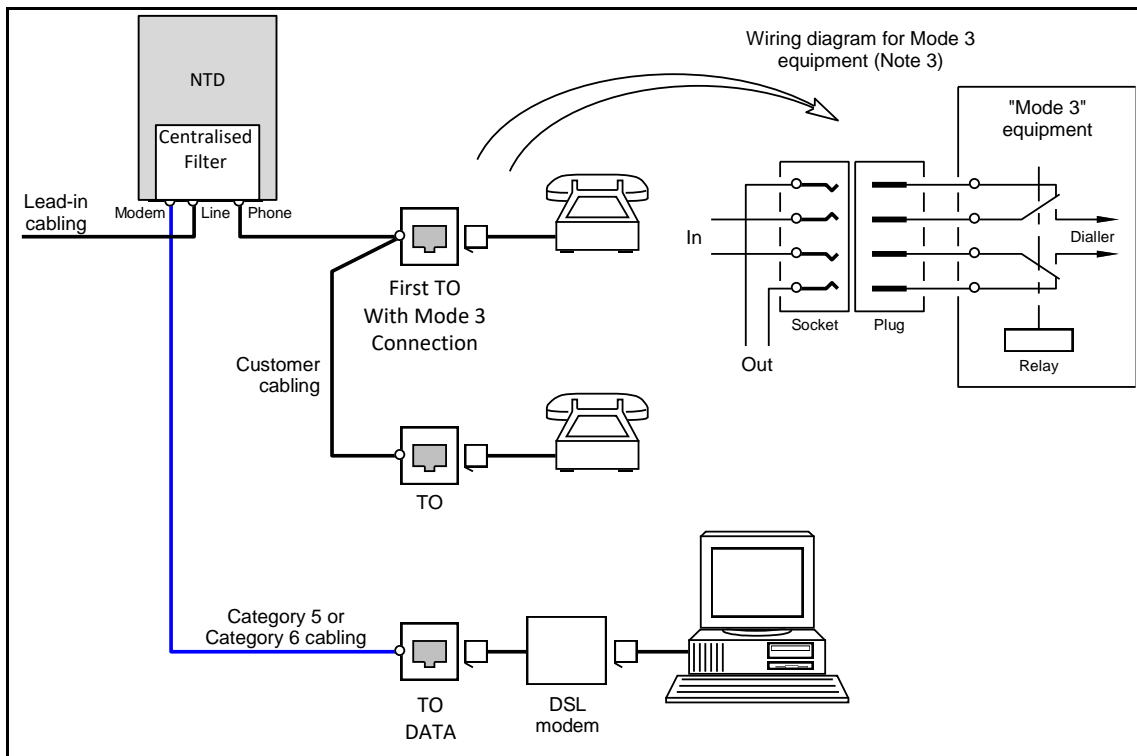 NTD
Centralised
Filter
Lead-in
cabling
Modem
Line
Phone
First TO
With Mode 3
Connection
Customer
cabling
TO
Category 5 or
Category 6 cabling
TO
DATA
DSL
modem
Wiring diagram for Mode 3
equipment (Note 3)
"Mode 3"
equipment
In
Out
Socket
Plug
Dialler
Relay